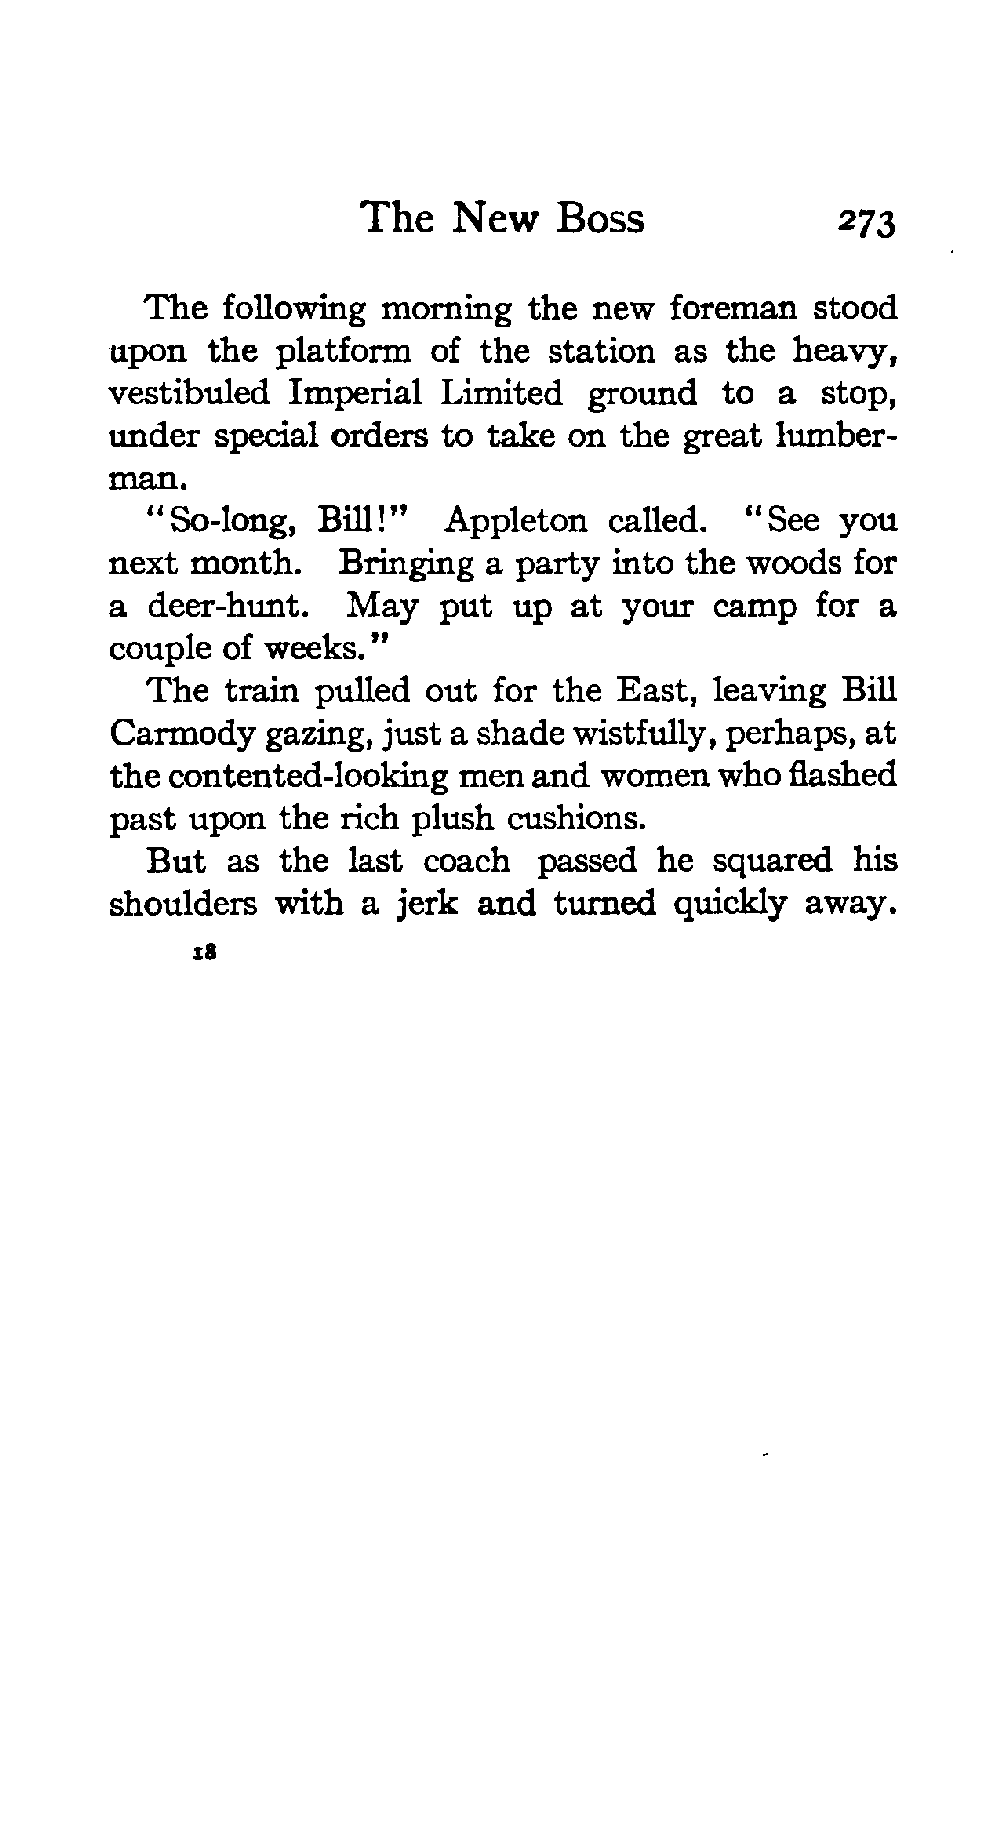 The New Boss 273
The following morning the new foreman stood
upon the platform of the station as the heavy,
vestibuled Imperial Limited ground to a stop,
under special orders to take on the great lumber-
man.
"So-long, Bill!" Appleton called. "See you
next month. Bringing a party into the woods for
a deer-hunt. May put up at your camp for a
couple of weeks."
The train pulled out for the East, leaving Bill
Carmody gazing, just a shade wistfully, perhaps, at
the contented-looking men and women who flashed
past upon the rich plush cushions.
But as the last coach passed he squared his
shoulders with a jerk and turned quickly away.
18